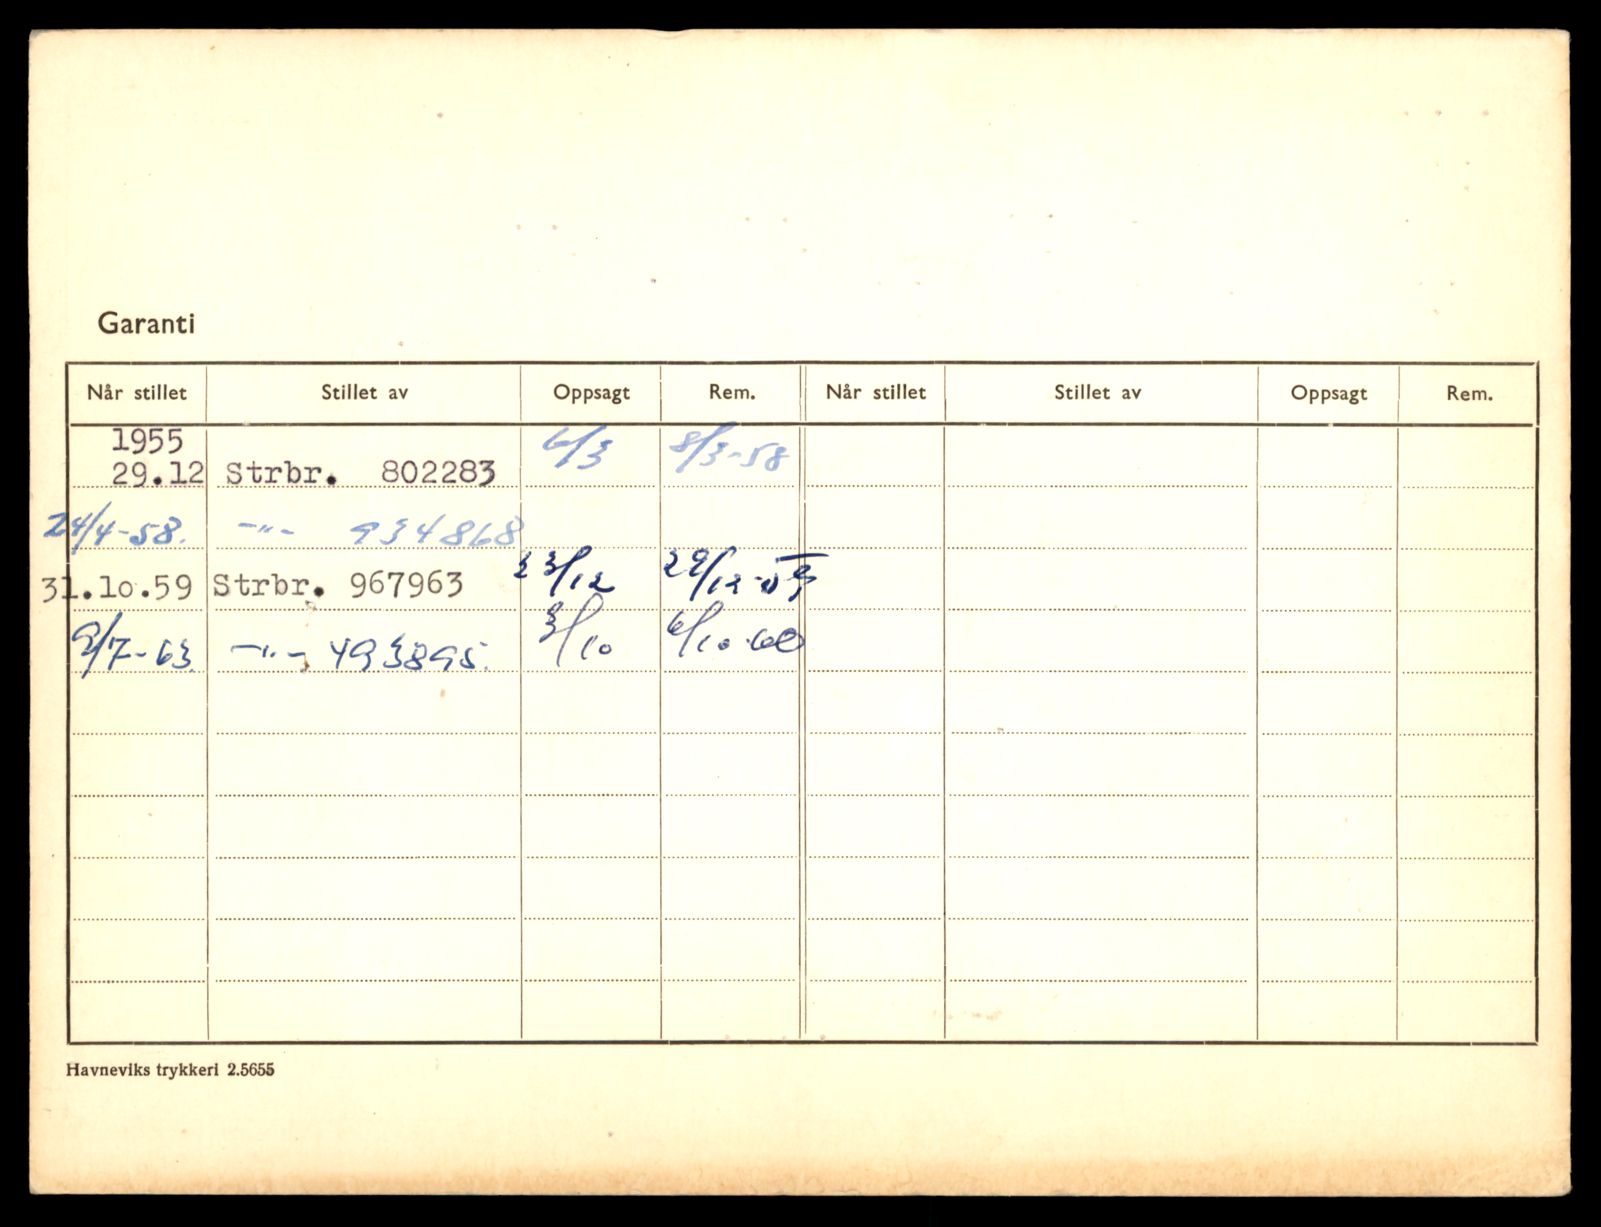 Garanti
Når stillet Stillet av Oppsagt Rem. Når stillet Stillet av Oppsagt Rem.
1955 6/3 8/3-58
29.12 Strbr. 802283
24/4-58. -"- 934868
31.10.59 Strbr. 967963 23/12 29/12-59
9/7-63 -"- 493895. 3/10 6/10-60
Havneviks trykkeri 2.5655